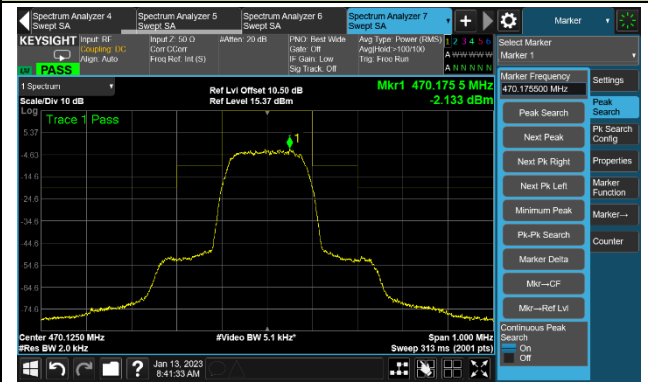 Spectrum Analyzer 4
Swept SA
Spectrum Analyzer 5
Swept SA
Spectrum Analyzer 6
Swept SA
Spectrum Analyzer 7
Swept SA
Marker
KEYSIGHT
Input: RF
Coupling: DC
Align: Auto
Input Z: 50 Ω
Corr CCorr
Freq Ref: Int (S)
#Atten: 20 dB
PNO: Best Wide
Gate: Off
IF Gain: Low
Sig Track: Off
Avg Type: Power (RMS)
Avg|Hold:>100/100
Trig: Free Run
1 2 3 4 5 6
A W W W W W
A N N N N N
PASS
Select Marker
Marker 1
1 Spectrum
Scale/Div 10 dB
Log
Ref Lvl Offset 10.50 dB
Ref Level 15.37 dBm
Mkr1 470.175 5 MHz
-2.133 dBm
Trace 1 Pass
1
5.37
-4.63
-14.6
-24.6
-34.6
-44.6
-54.6
-64.6
-74.6
Center 470.1250 MHz
#Res BW 2.0 kHz
#Video BW 5.1 kHz*
Span 1.000 MHz
Sweep 313 ms (2001 pts)
Marker Frequency
470.175500 MHz
Peak Search
Next Peak
Next Pk Right
Next Pk Left
Minimum Peak
Pk-Pk Search
Marker Delta
Mkr→CF
Mkr→Ref Lvl
Continuous Peak
Search
On
Off
Settings
Peak
Search
Pk Search
Config
Properties
Marker
Function
Marker→
Counter
?
Jan 13, 2023
8:41:33 AM